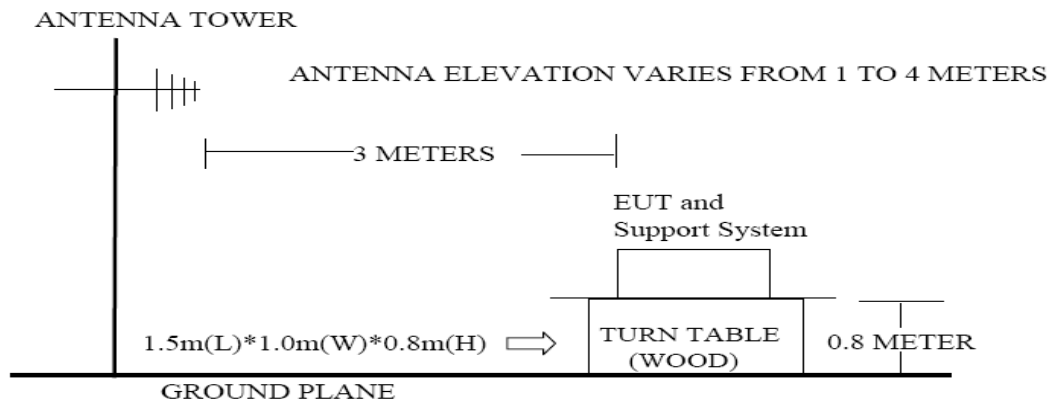 ANTENNA TOWER
ANTENNA ELEVATION VARIES FROM 1 TO 4 METERS
3 METERS
EUT and
Support System
1.5m(L)*1.0m(W)*0.8m(H)
TURN TABLE
(WOOD)
0.8 METER
GROUND PLANE